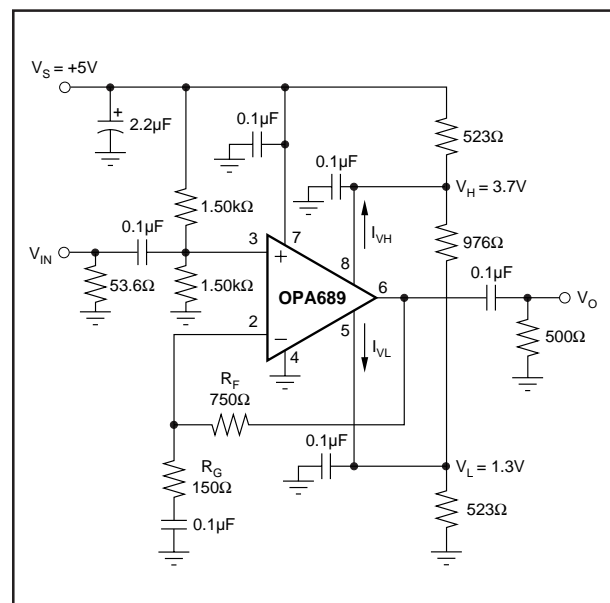 V_S = +5V
2.2µF
+
0.1µF
0.1µF
523Ω
V_H = 3.7V
1.50kΩ
I_VH
976Ω
0.1µF
V_IN
3
7
8
0.1µF
V_O
53.6Ω
1.50kΩ
+
OPA689
6
2
−
5
4
I_VL
500Ω
R_F
750Ω
0.1µF
V_L = 1.3V
R_G
150Ω
523Ω
0.1µF